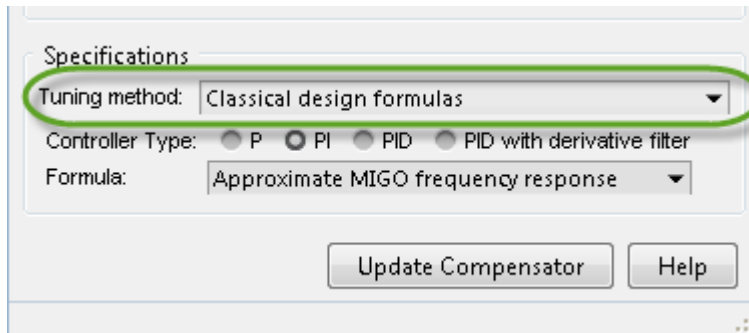 Specifications
Tuning method: Classical design formulas
Controller Type: P PI PID PID with derivative filter
Formula: Approximate MIGO frequency response
Update Compensator Help